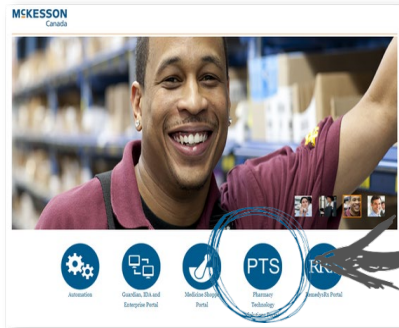 MCKESSON
Canada
PTS
Automation
Guardian, IDA and
Enterprise Portal
Medicine Shoppe
Portal
Pharmacy
Technology
RemedysRx Portal